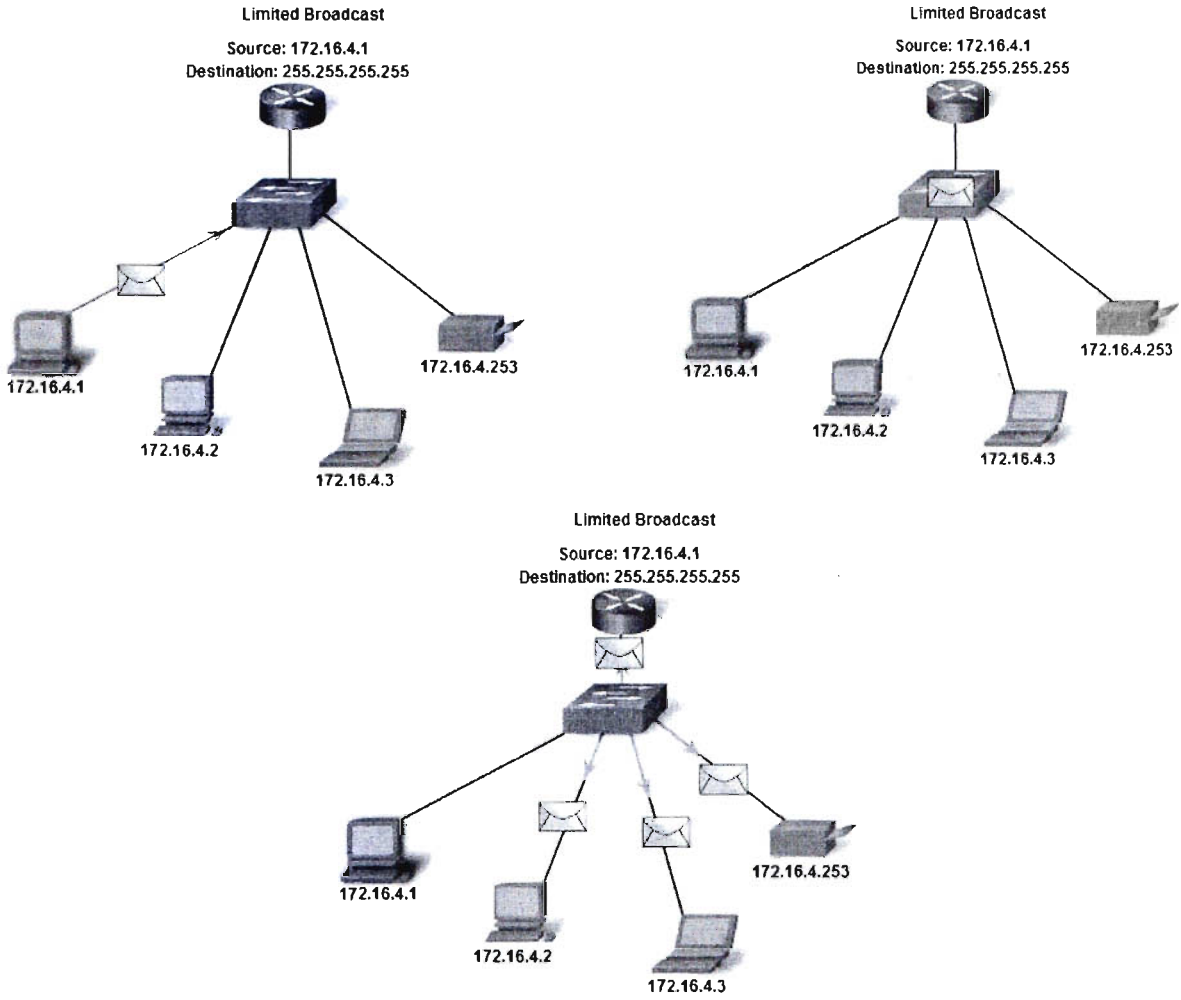 Limited Broadcast
Source: 172.16.4.1
Destination: 255.255.255.255
172.16.4.1
172.16.4.2
172.16.4.3
172.16.4.253
Limited Broadcast
Source: 172.16.4.1
Destination: 255.255.255.255
172.16.4.1
172.16.4.2
172.16.4.3
172.16.4.253
Limited Broadcast
Source: 172.16.4.1
Destination: 255.255.255.255
172.16.4.1
172.16.4.2
172.16.4.3
172.16.4.253